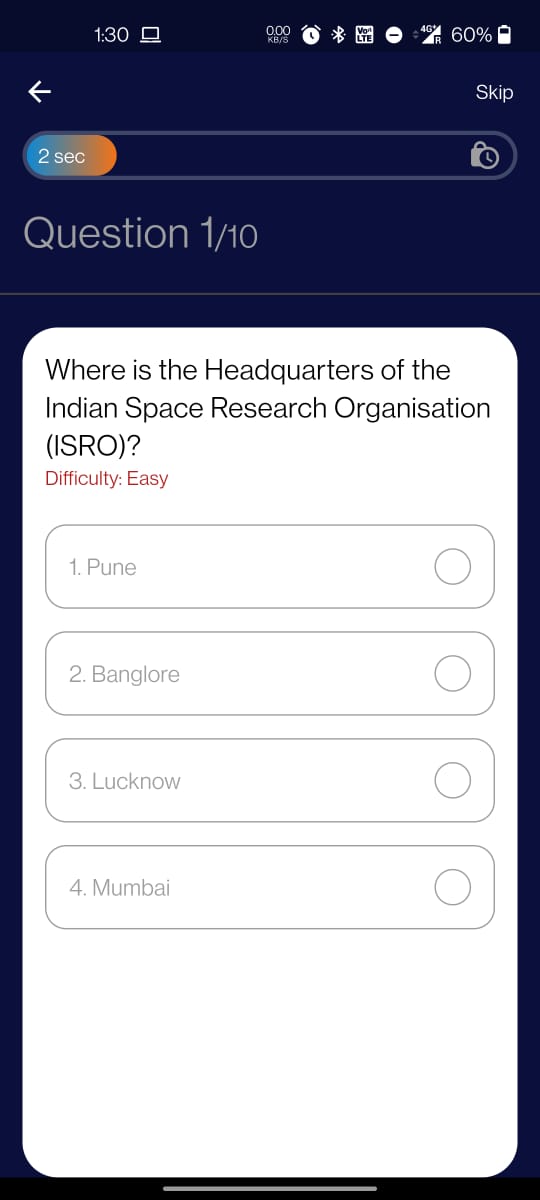 1:30 0.00 KB/S Vo LTE 4G+ R 60%
Skip
2 sec
Question 1/10
Where is the Headquarters of the
Indian Space Research Organisation
(ISRO)?
Difficulty: Easy
1. Pune
2. Banglore
3. Lucknow
4. Mumbai